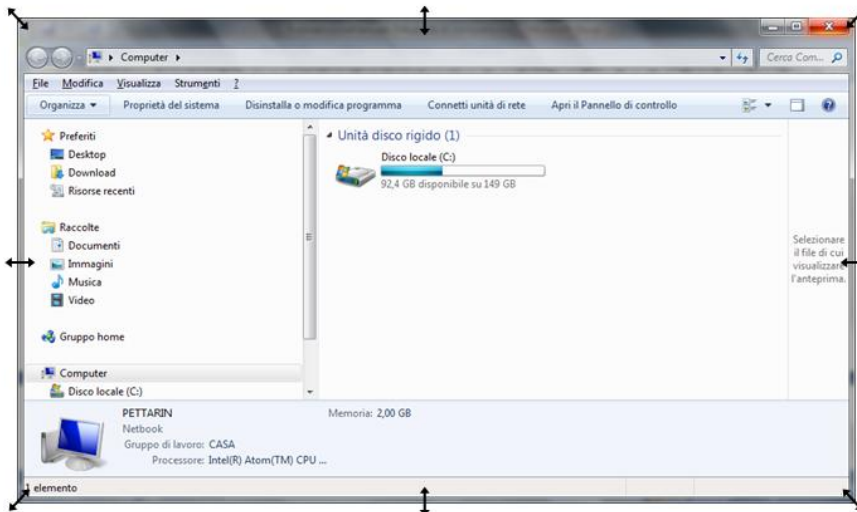 Computer
Cerca Com...
File Modifica Visualizza Strumenti ?
Organizza Proprietà del sistema Disinstalla o modifica programma Connetti unità di rete Apri il Pannello di controllo
Preferiti
Desktop
Download
Risorse recenti
Raccolte
Documenti
Immagini
Musica
Video
Gruppo home
Computer
Disco locale (C:)
Unità disco rigido (1)
Disco locale (C:)
92,4 GB disponibile su 149 GB
Selezionare
il file di cui
visualizzare
l'anteprima.
PETTARIN
Memoria: 2,00 GB
Netbook
Gruppo di lavoro: CASA
Processore: Intel(R) Atom(TM) CPU ...
1 elemento